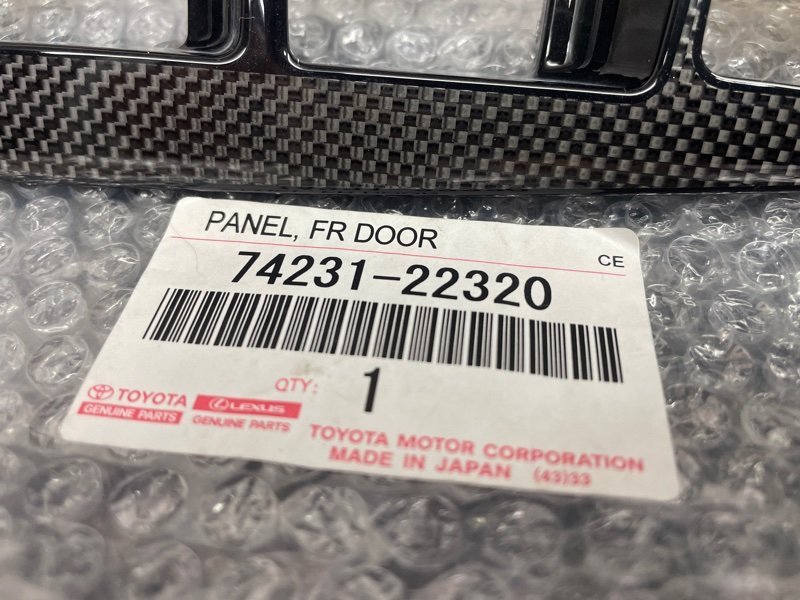 PANEL, FR DOOR
CE
74231-22320
QTY: 1
TOYOTA
GENUINE PARTS
LEXUS
GENUINE PARTS
TOYOTA MOTOR CORPORATION
MADE IN JAPAN (43)33